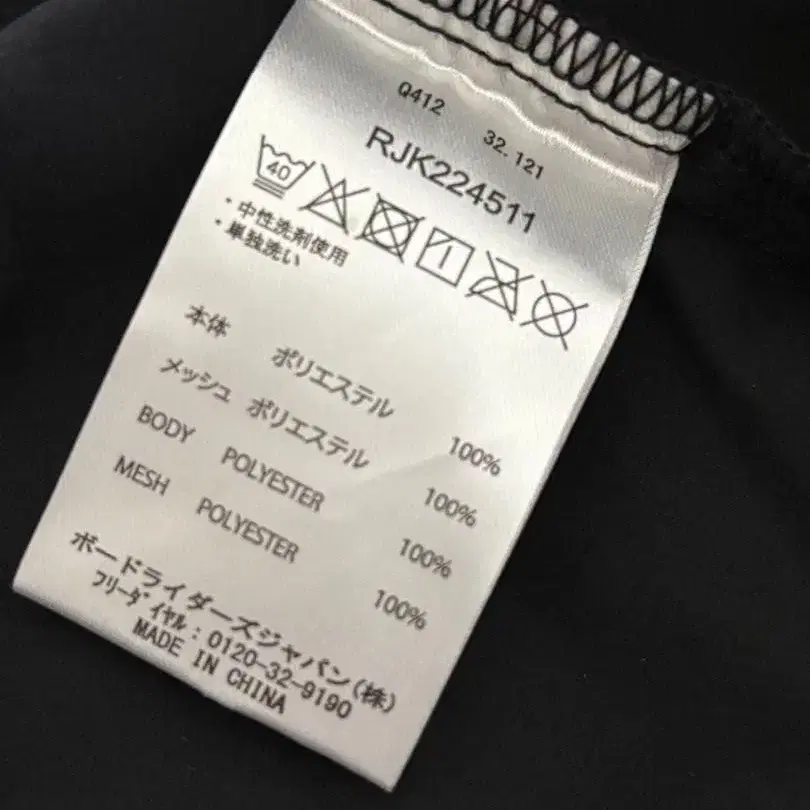 Q412 32.121
RJK224511
40
・中性洗剤使用
・単独洗い
本体 ポリエステル 100%
メッシュ ポリエステル 100%
BODY POLYESTER 100%
MESH POLYESTER 100%
ボードライダーズジャパン(株)
フリーダイヤル：0120-32-9190
MADE IN CHINA